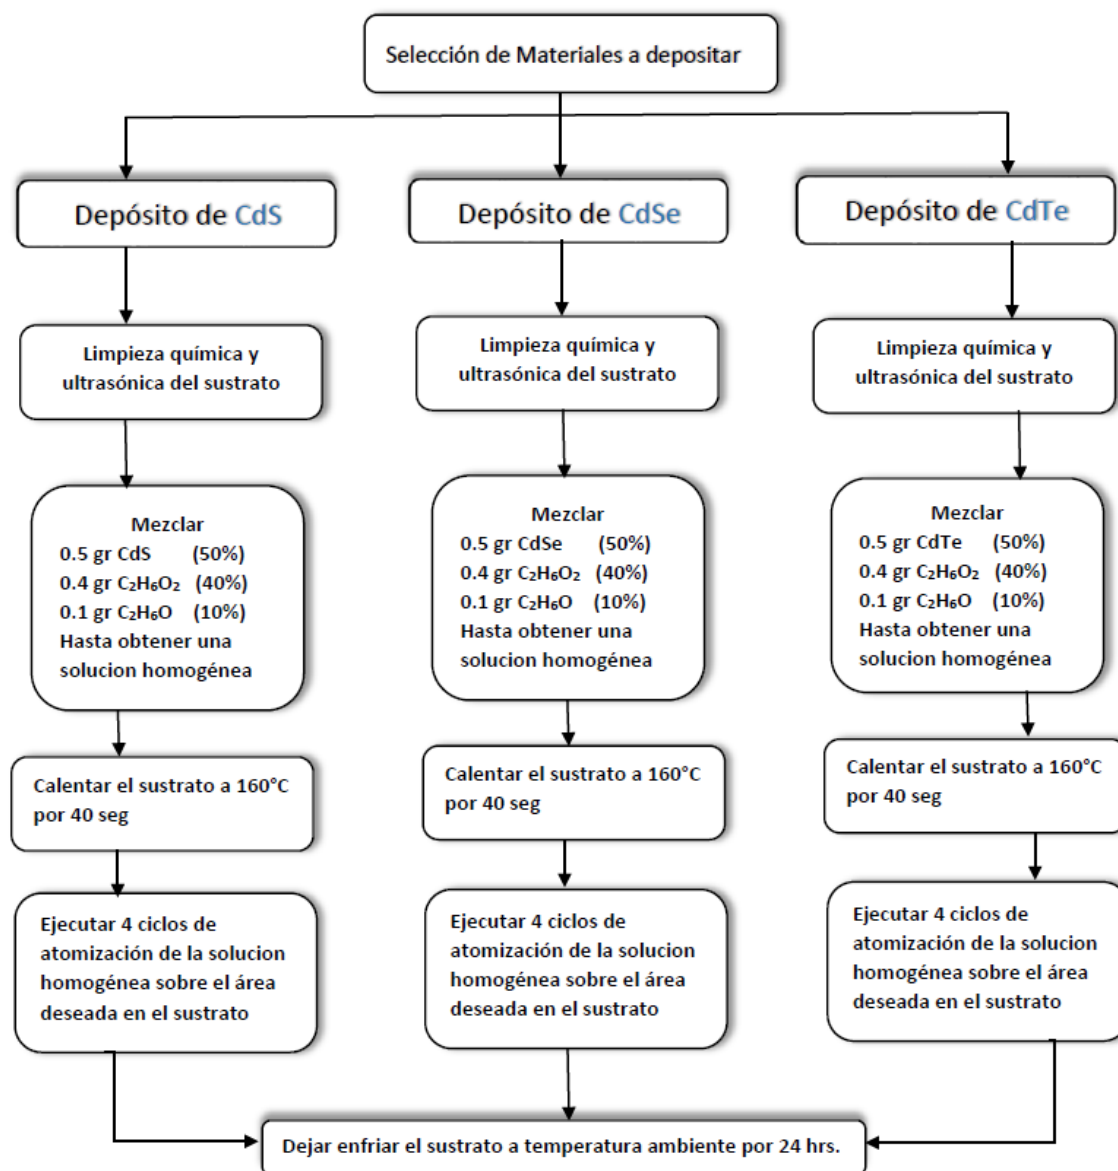 Selección de Materiales a depositar
Depósito de CdS
Limpieza química y
ultrasónica del sustrato
Mezclar
0.5 gr CdS (50%)
0.4 gr C₂H₆O₂ (40%)
0.1 gr C₂H₆O (10%)
Hasta obtener una
solucion homogénea
Calentar el sustrato a 160°C
por 40 seg
Ejecutar 4 ciclos de
atomización de la solucion
homogénea sobre el área
deseada en el sustrato
Depósito de CdSe
Limpieza química y
ultrasónica del sustrato
Mezclar
0.5 gr CdSe (50%)
0.4 gr C₂H₆O₂ (40%)
0.1 gr C₂H₆O (10%)
Hasta obtener una
solucion homogénea
Calentar el sustrato a 160°C
por 40 seg
Ejecutar 4 ciclos de
atomización de la solucion
homogénea sobre el área
deseada en el sustrato
Depósito de CdTe
Limpieza química y
ultrasónica del sustrato
Mezclar
0.5 gr CdTe (50%)
0.4 gr C₂H₆O₂ (40%)
0.1 gr C₂H₆O (10%)
Hasta obtener una
solucion homogénea
Calentar el sustrato a 160°C
por 40 seg
Ejecutar 4 ciclos de
atomización de la solucion
homogénea sobre el área
deseada en el sustrato
Dejar enfriar el sustrato a temperatura ambiente por 24 hrs.